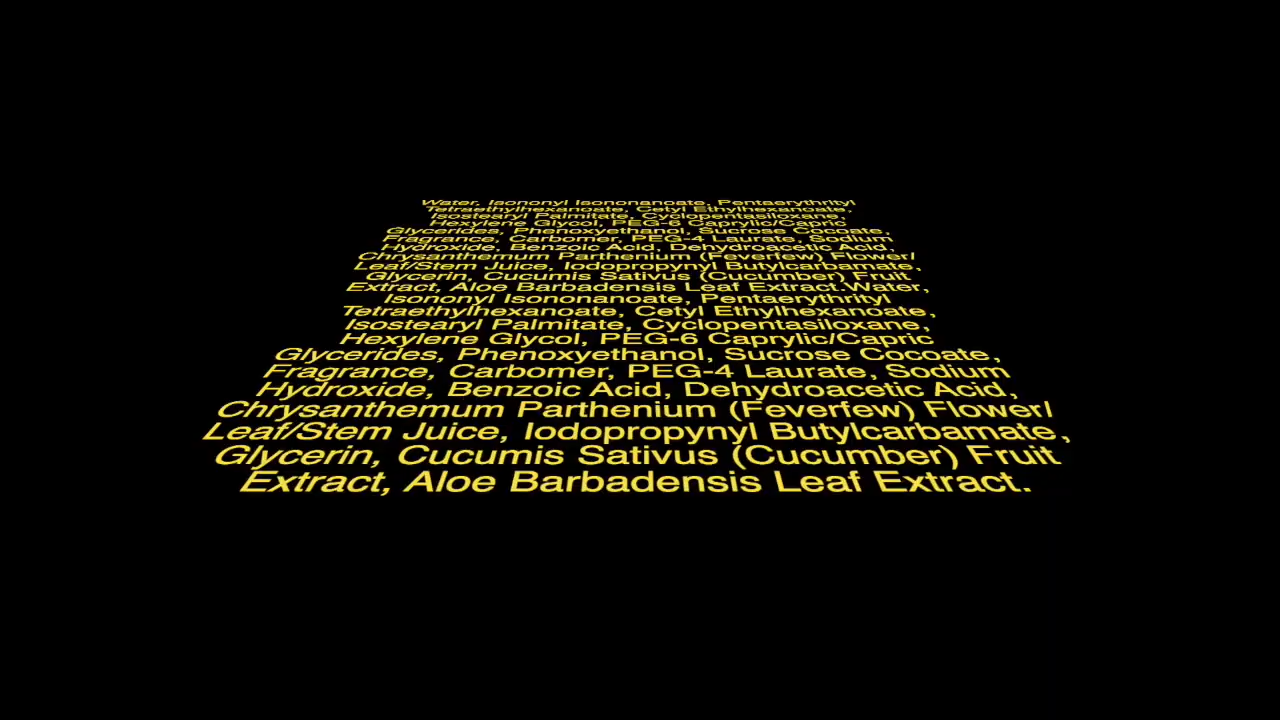 Water, Isononyl Isononanoate, Pentaerythrityl
Tetraethylhexanoate, Cetyl Ethylhexanoate,
Isostearyl Palmitate, Cyclopentasiloxane,
Hexylene Glycol, PEG-6 Caprylic/Capric
Glycerides, Phenoxyethanol, Sucrose Cocoate,
Fragrance, Carbomer, PEG-4 Laurate, Sodium
Hydroxide, Benzoic Acid, Dehydroacetic Acid,
Chrysanthemum Parthenium (Feverfew) Flower/
Leaf/Stem Juice, Iodopropynyl Butylcarbamate,
Glycerin, Cucumis Sativus (Cucumber) Fruit
Extract, Aloe Barbadensis Leaf Extract.Water,
Isononyl Isononanoate, Pentaerythrityl
Tetraethylhexanoate, Cetyl Ethylhexanoate,
Isostearyl Palmitate, Cyclopentasiloxane,
Hexylene Glycol, PEG-6 Caprylic/Capric
Glycerides, Phenoxyethanol, Sucrose Cocoate,
Fragrance, Carbomer, PEG-4 Laurate, Sodium
Hydroxide, Benzoic Acid, Dehydroacetic Acid,
Chrysanthemum Parthenium (Feverfew) Flower/
Leaf/Stem Juice, Iodopropynyl Butylcarbamate,
Glycerin, Cucumis Sativus (Cucumber) Fruit
Extract, Aloe Barbadensis Leaf Extract.